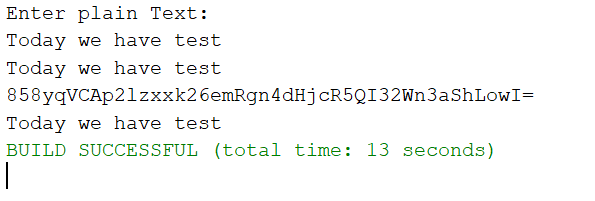 Enter plain Text:
Today we have test
Today we have test
858yqVCAp2lzxxk26emRgn4dHjcR5QI32Wn3aShLowI=
Today we have test
BUILD SUCCESSFUL (total time: 13 seconds)